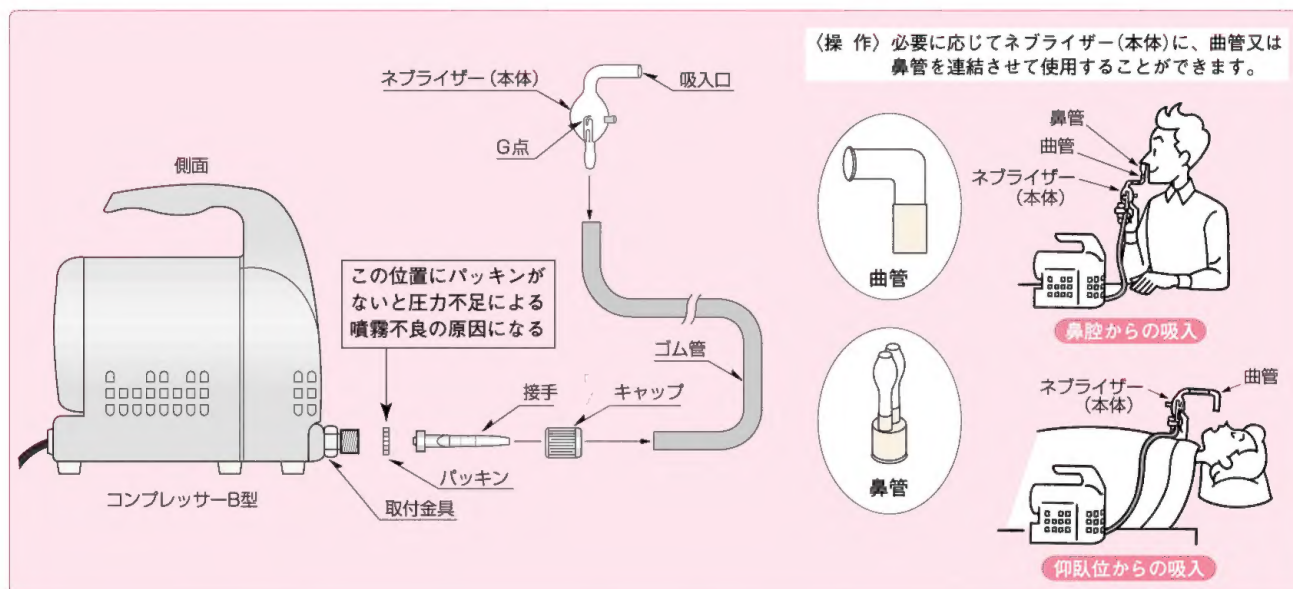 〈操 作〉必要に応じてネブライザー(本体)に、曲管又は
鼻管を連結させて使用することができます。
ネブライザー(本体)
吸入口
G点
側面
この位置にパッキンが
ないと圧力不足による
噴霧不良の原因になる
ゴム管
接手
キャップ
パッキン
取付金具
コンプレッサーB型
曲管
鼻管
鼻管
曲管
ネブライザー
(本体)
鼻腔からの吸入
ネブライザー
(本体)
曲管
仰臥位からの吸入